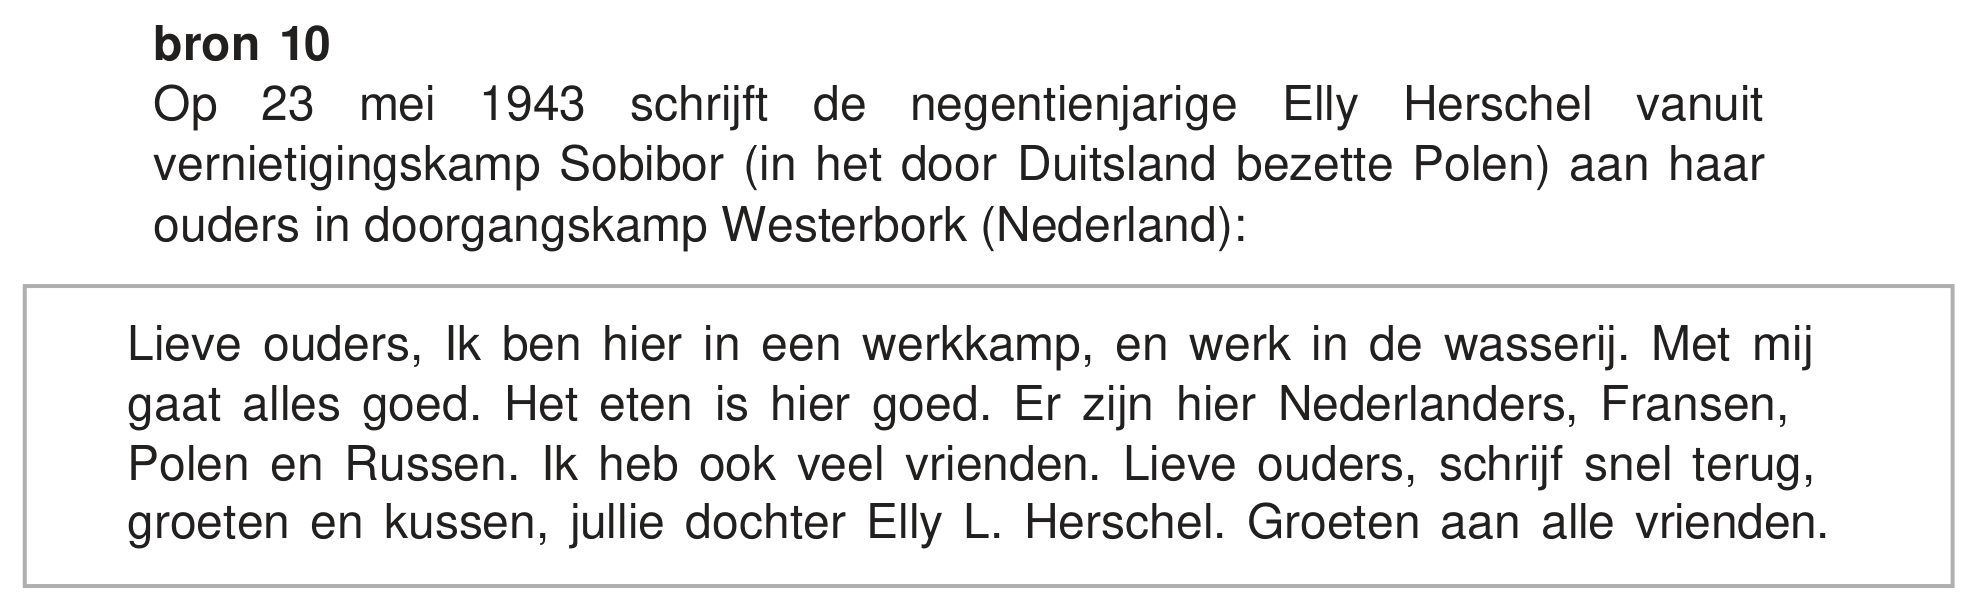 bron 10
Op 23 mei 1943 schrijft de negentienjarige Elly Herschel vanuit
vernietigingskamp Sobibor (in het door Duitsland bezette Polen) aan haar
ouders in doorgangskamp Westerbork (Nederland):
Lieve ouders, Ik ben hier in een werkkamp, en werk in de wasserij. Met mij
gaat alles goed. Het eten is hier goed. Er zijn hier Nederlanders, Fransen,
Polen en Russen. Ik heb ook veel vrienden. Lieve ouders, schrijf snel terug,
groeten en kussen, jullie dochter Elly L. Herschel. Groeten aan alle vrienden.